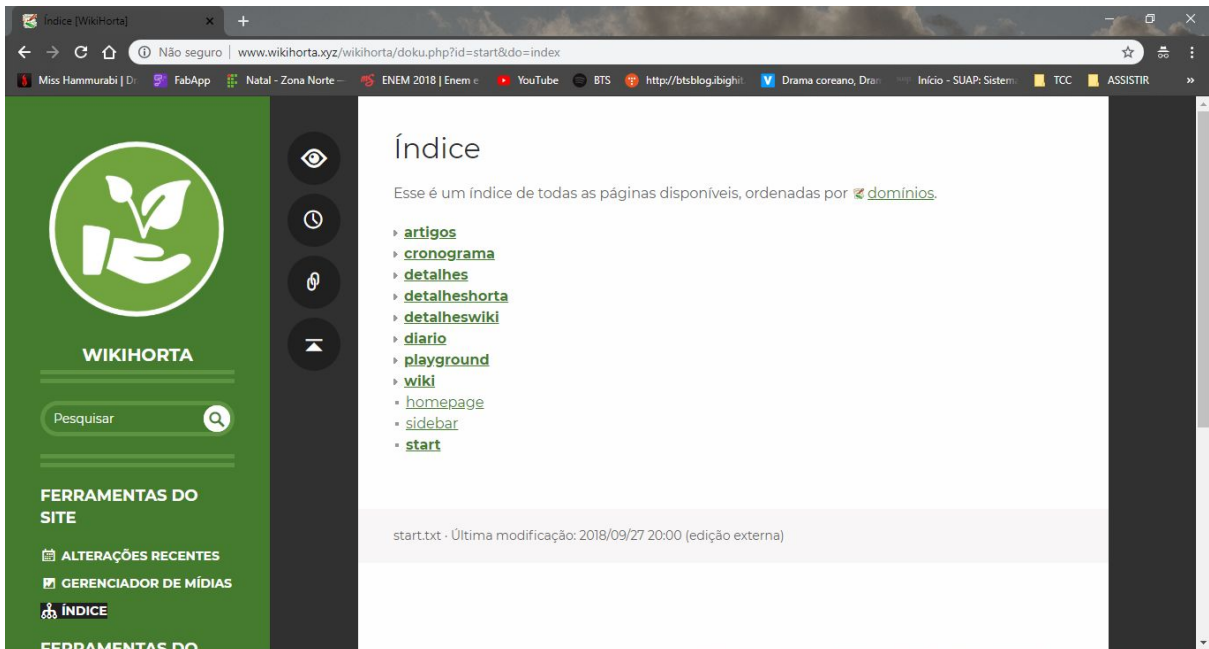 Índice [WikiHorta]
Não seguro | www.wikihorta.xyz/wikihorta/doku.php?id=start&do=index
Miss Hammurabi | Dr
FabApp
Natal - Zona Norte —
ENEM 2018 | Enem e
YouTube
BTS
http://btsblog.ibighit.
Drama coreano, Dran
Início - SUAP: Sistema
TCC
ASSISTIR
»
WIKIHORTA
Pesquisar
FERRAMENTAS DO
SITE
ALTERAÇÕES RECENTES
GERENCIADOR DE MÍDIAS
ÍNDICE
FERRAMENTAS DO
Índice
Esse é um índice de todas as páginas disponíveis, ordenadas por domínios.
artigos
cronograma
detalhes
detalheshorta
detalheswiki
diario
playground
wiki
homepage
sidebar
start
start.txt · Última modificação: 2018/09/27 20:00 (edição externa)